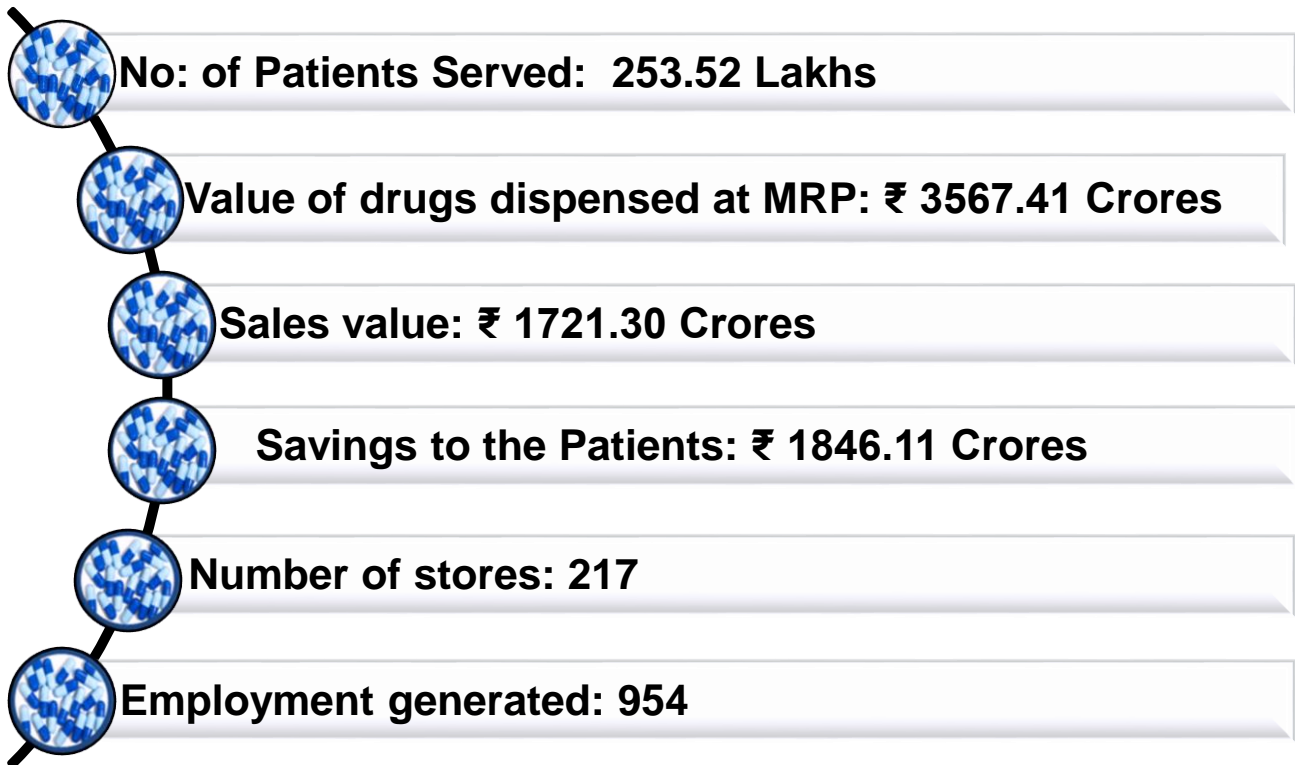 No: of Patients Served: 253.52 Lakhs
Value of drugs dispensed at MRP: ₹ 3567.41 Crores
Sales value: ₹ 1721.30 Crores
Savings to the Patients: ₹ 1846.11 Crores
Number of stores: 217
Employment generated: 954